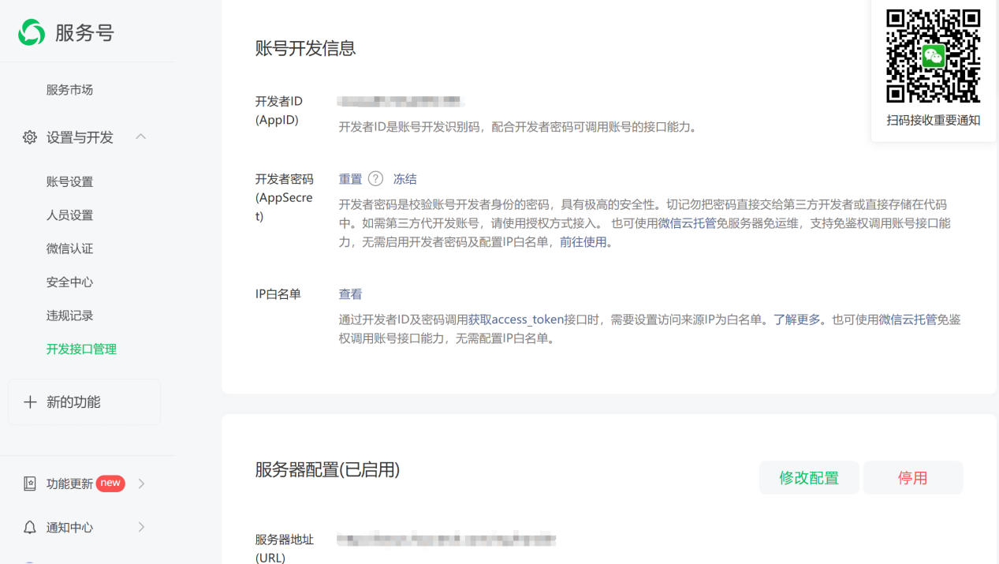 服务号
服务市场
设置与开发
账号设置
人员设置
微信认证
安全中心
违规记录
开发接口管理
新的功能
功能更新 new
通知中心
账号开发信息
开发者ID
(AppID)
开发者ID是账号开发识别码，配合开发者密码可调用账号的接口能力。
开发者密码
(AppSecre
t)
重置 ? 冻结
开发者密码是校验账号开发者身份的密码，具有极高的安全性。切记勿把密码直接交给第三方开发者或直接存储在代码
中。如需第三方代开发账号，请使用授权方式接入。 也可使用微信云托管免服务器免运维，支持免鉴权调用账号接口能
力，无需启用开发者密码及配置IP白名单，前往使用。
IP白名单
查看
通过开发者ID及密码调用获取access_token接口时，需要设置访问来源IP为白名单。了解更多。也可使用微信云托管免鉴
权调用账号接口能力，无需配置IP白名单。
服务器配置(已启用)
修改配置
停用
服务器地址
(URL)
扫码接收重要通知